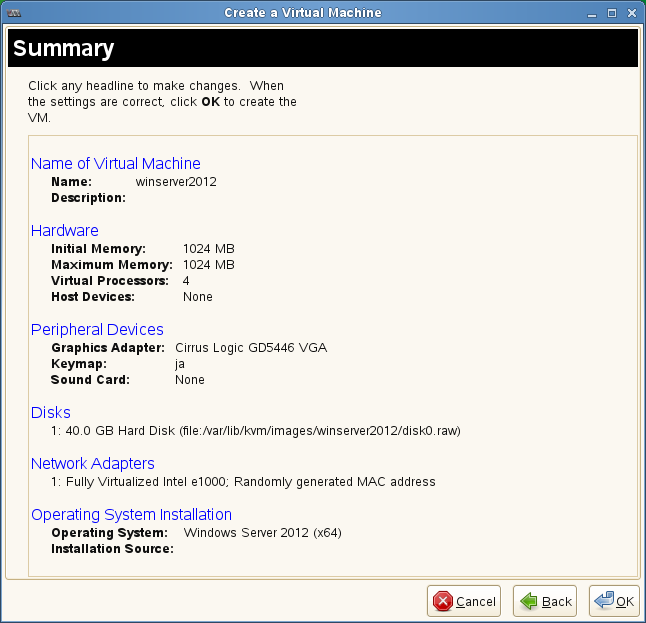 Create a Virtual Machine
Summary
Click any headline to make changes. When
the settings are correct, click OK to create the
VM.
Name of Virtual Machine
Name: winserver2012
Description:
Hardware
Initial Memory: 1024 MB
Maximum Memory: 1024 MB
Virtual Processors: 4
Host Devices: None
Peripheral Devices
Graphics Adapter: Cirrus Logic GD5446 VGA
Keymap: ja
Sound Card: None
Disks
1: 40.0 GB Hard Disk (file:/var/lib/kvm/images/winserver2012/disk0.raw)
Network Adapters
1: Fully Virtualized Intel e1000; Randomly generated MAC address
Operating System Installation
Operating System: Windows Server 2012 (x64)
Installation Source:
Cancel Back OK